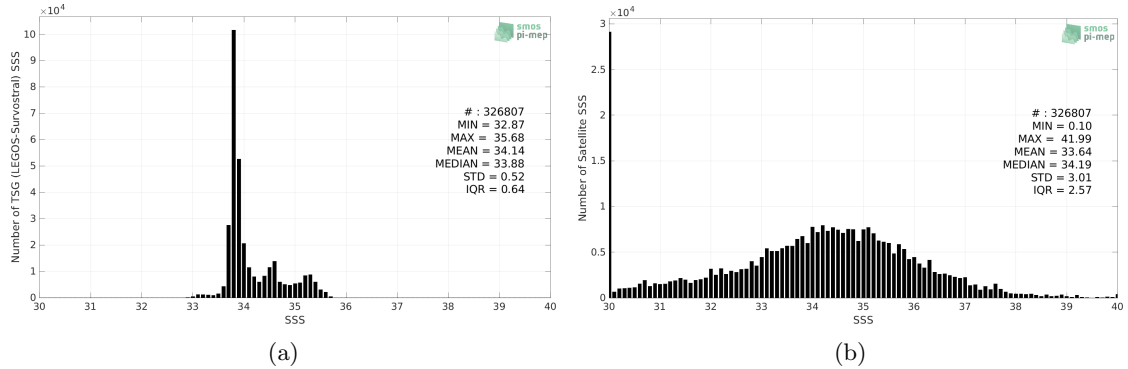 ×10⁴
10
9
8
7
6
5
4
3
2
1
0
Number of TSG (LEGOS-Survostral) SSS
30 31 32 33 34 35 36 37 38 39 40
SSS
smos
pi-mep
# : 326807
MIN = 32.87
MAX = 35.68
MEAN = 34.14
MEDIAN = 33.88
STD = 0.52
IQR = 0.64
(a)
×10⁴
3
2.5
2
1.5
1
0.5
0
Number of Satellite SSS
30 31 32 33 34 35 36 37 38 39 40
SSS
smos
pi-mep
# : 326807
MIN = 0.10
MAX = 41.99
MEAN = 33.64
MEDIAN = 34.19
STD = 3.01
IQR = 2.57
(b)